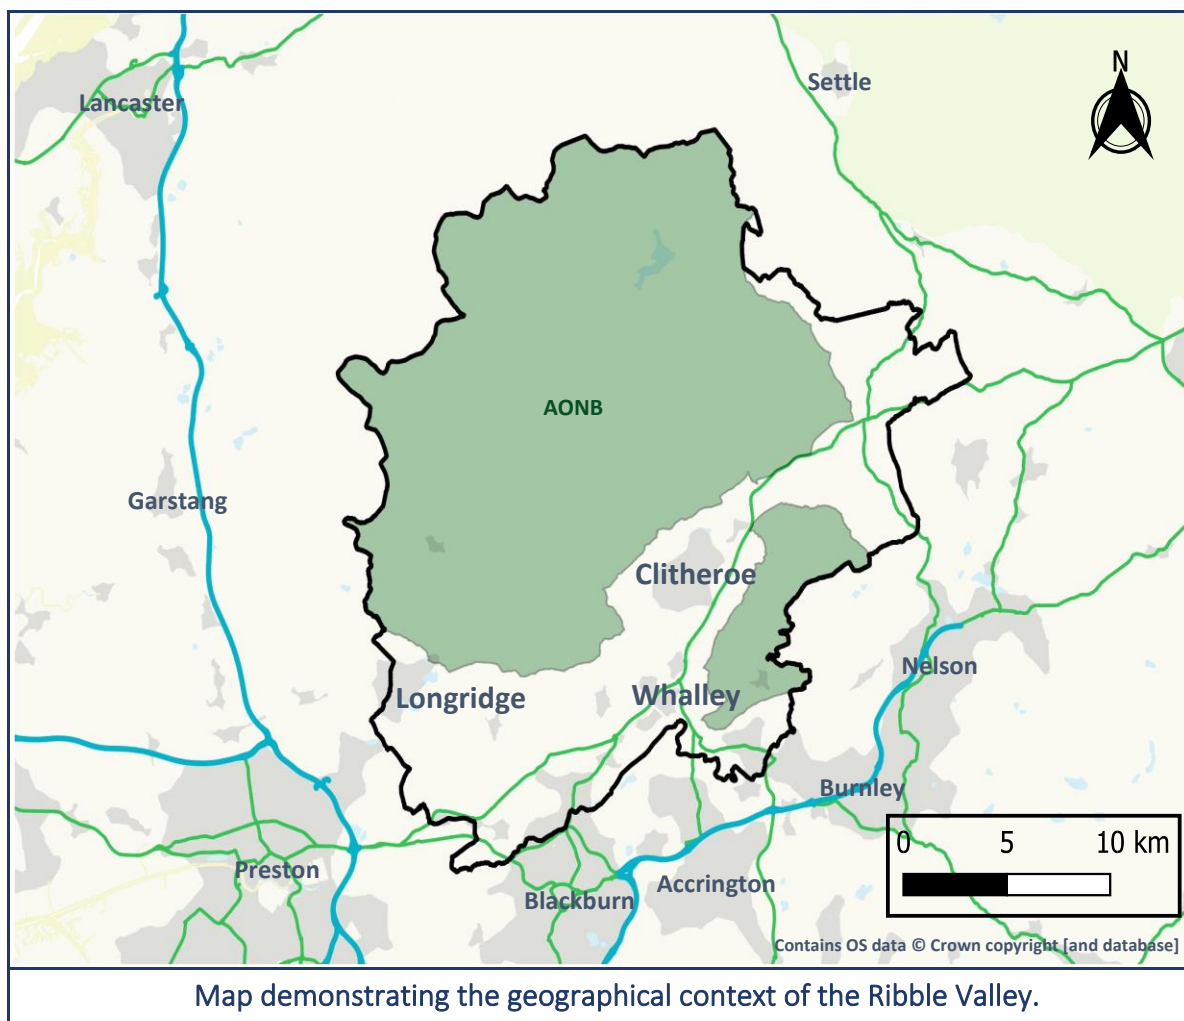 N
Settle
Lancaster
AONB
Garstang
Clitheroe
Nelson
Longridge
Whalley
Burnley
0 5 10 km
Preston
Accrington
Blackburn
Contains OS data © Crown copyright [and database]
Map demonstrating the geographical context of the Ribble Valley.